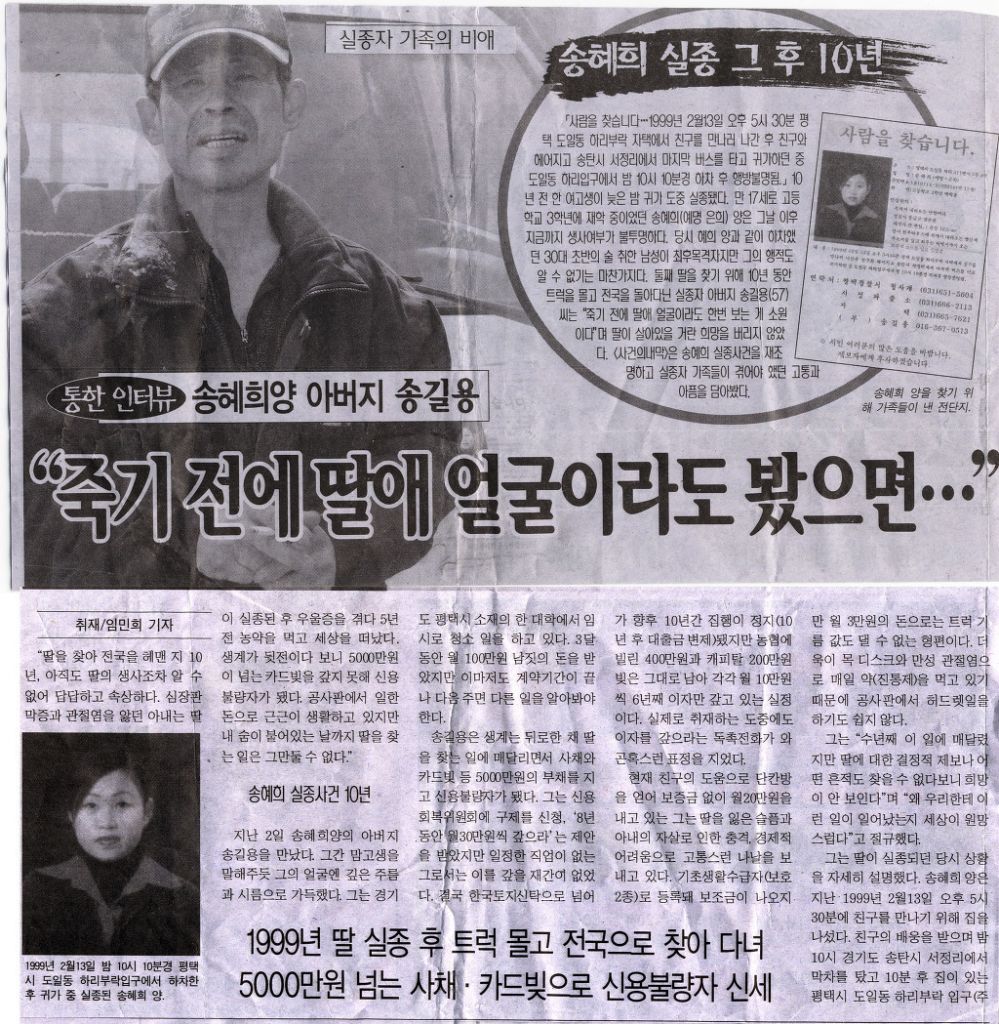 실종자 가족의 비애
송혜희 실종 그 후 10년
「사람을 찾습니다…1999년 2월13일 오후 5시 30분 평
택 도일동 하리부락 자택에서 친구를 만나러 나간 후 친구와
헤어지고 송탄시 서정리에서 마지막 버스를 타고 귀가하던 중
도일동 하리입구에서 밤 10시 10분경 하차 후 행방불명됨.」 10
년 전 한 여고생이 늦은 밤 귀가 도중 실종됐다. 만 17세로 고등
학교 3학년에 재학 중이었던 송혜희(예명 은희) 양은 그날 이후
지금까지 생사여부가 불투명하다. 당시 혜의 양과 같이 하차했
던 30대 초반의 술 취한 남성이 최후목격자지만 그의 행적도
알 수 없기는 마찬가지다. 둘째 딸을 찾기 위해 10년 동안
트럭을 몰고 전국을 돌아다닌 실종자 아버지 송길용(57)
씨는 “죽기 전에 딸애 얼굴이라도 한번 보는 게 소원
이다”며 딸이 살아있을 거란 희망을 버리지 않았
다. 〈사건의내막〉은 송혜희 실종사건을 재조
명하고 실종자 가족들이 겪어야 했던 고통과
아픔을 담아봤다.
사람을 찾습니다.
연락처 : 평택경찰서 형사계 (031)651-5604
(031)666-2113
자 택 (031)665-7621
( 부 ) 송길용 016-367-0513
※ 시민 여러분의 많은 도움을 바랍니다.
제보자에게 후사하겠습니다.
송혜희 양을 찾기 위
해 가족들이 낸 전단지.
통한 인터뷰 송혜희양 아버지 송길용
“죽기 전에 딸애 얼굴이라도 봤으면…”
취재/임민희 기자
“딸을 찾아 전국을 헤맨 지 10
년, 아직도 딸의 생사조차 알 수
없어 답답하고 속상하다. 심장판
막증과 관절염을 앓던 아내는 딸
1999년 2월13일 밤 10시 10분경 평택
시 도일동 하리부락입구에서 하차한
후 귀가 중 실종된 송혜희 양.
이 실종된 후 우울증을 겪다 5년
전 농약을 먹고 세상을 떠났다.
생계가 뒷전이다 보니 5000만원
이 넘는 카드빚을 갚지 못해 신용
불량자가 됐다. 공사판에서 일한
돈으로 근근이 생활하고 있지만
내 숨이 붙어있는 날까지 딸을 찾
는 일은 그만둘 수 없다.”
송혜희 실종사건 10년
지난 2일 송혜희양의 아버지
송길용을 만났다. 그간 맘고생을
말해주듯 그의 얼굴엔 깊은 주름
과 시름으로 가득했다. 그는 경기
도 평택시 소재의 한 대학에서 임
시로 청소 일을 하고 있다. 3달
동안 월 100만원 남짓의 돈을 받
았지만 이마저도 계약기간이 끝
나 다음 주면 다른 일을 알아봐야
한다.
송길용은 생계는 뒤로한 채 딸
을 찾는 일에 매달리면서 사채와
카드빚 등 5000만원의 부채를 지
고 신용불량자가 됐다. 그는 신용
회복위원회에 구제를 신청, ‘8년
동안 월30만원씩 갚으라’는 제안
을 받았지만 일정한 직업이 없는
그로서는 이를 갚을 재간이 없었
다. 결국 한국토지신탁으로 넘어
가 향후 10년간 집행이 정지(10
년 후 대출금 변제)됐지만 농협에
빌린 400만원과 캐피탈 200만원
빚은 그대로 남아 각각 월 10만원
씩 6년째 이자만 갚고 있는 실정
이다. 실제로 취재하는 도중에도
이자를 갚으라는 독촉전화가 와
곤혹스런 표정을 지었다.
현재 친구의 도움으로 단칸방
을 얻어 보증금 없이 월20만원을
내고 있는 그는 딸을 잃은 슬픔과
아내의 자살로 인한 충격, 경제적
어려움으로 고통스런 나날을 보
내고 있다. 기초생활수급자(보호
2종)로 등록돼 보조금이 나오지
만 월 3만원의 돈으로는 트럭 기
름 값도 댈 수 없는 형편이다. 더
욱이 목 디스크와 만성 관절염으
로 매일 약(진통제)을 먹고 있기
때문에 공사판에서 허드렛일을
하기도 쉽지 않다.
그는 “수년째 이 일에 매달렸
지만 딸에 대한 결정적 제보나 어
떤 흔적도 찾을 수 없다보니 희망
이 안 보인다”며 “왜 우리한테 이
런 일이 일어났는지 세상이 원망
스럽다”고 절규했다.
그는 딸이 실종되던 당시 상황
을 자세히 설명했다. 송혜희 양은
지난 1999년 2월13일 오후 5시
30분에 친구를 만나기 위해 집을
나섰다. 친구의 배웅을 받으며 밤
10시 경기도 송탄시 서정리에서
막차를 탔고 10분 후 집이 있는
평택시 도일동 하리부락 입구(주
1999년 딸 실종 후 트럭 몰고 전국으로 찾아 다녀
5000만원 넘는 사채·카드빚으로 신용불량자 신세